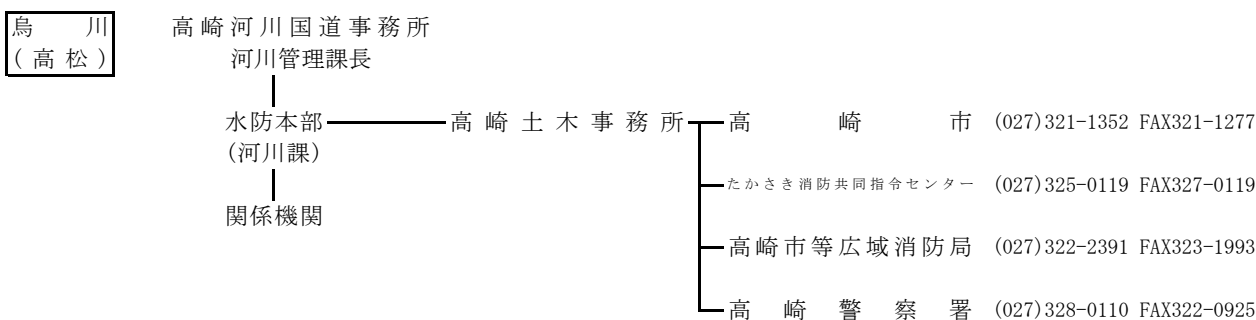 烏川 高崎河川国道事務所
(高松) 河川管理課長
水防本部 高崎土木事務所 高崎市 (027)321-1352 FAX321-1277
(河川課)
たかさき消防共同指令センター (027)325-0119 FAX327-0119
関係機関
高崎市等広域消防局 (027)322-2391 FAX323-1993
高崎警察署 (027)328-0110 FAX322-0925